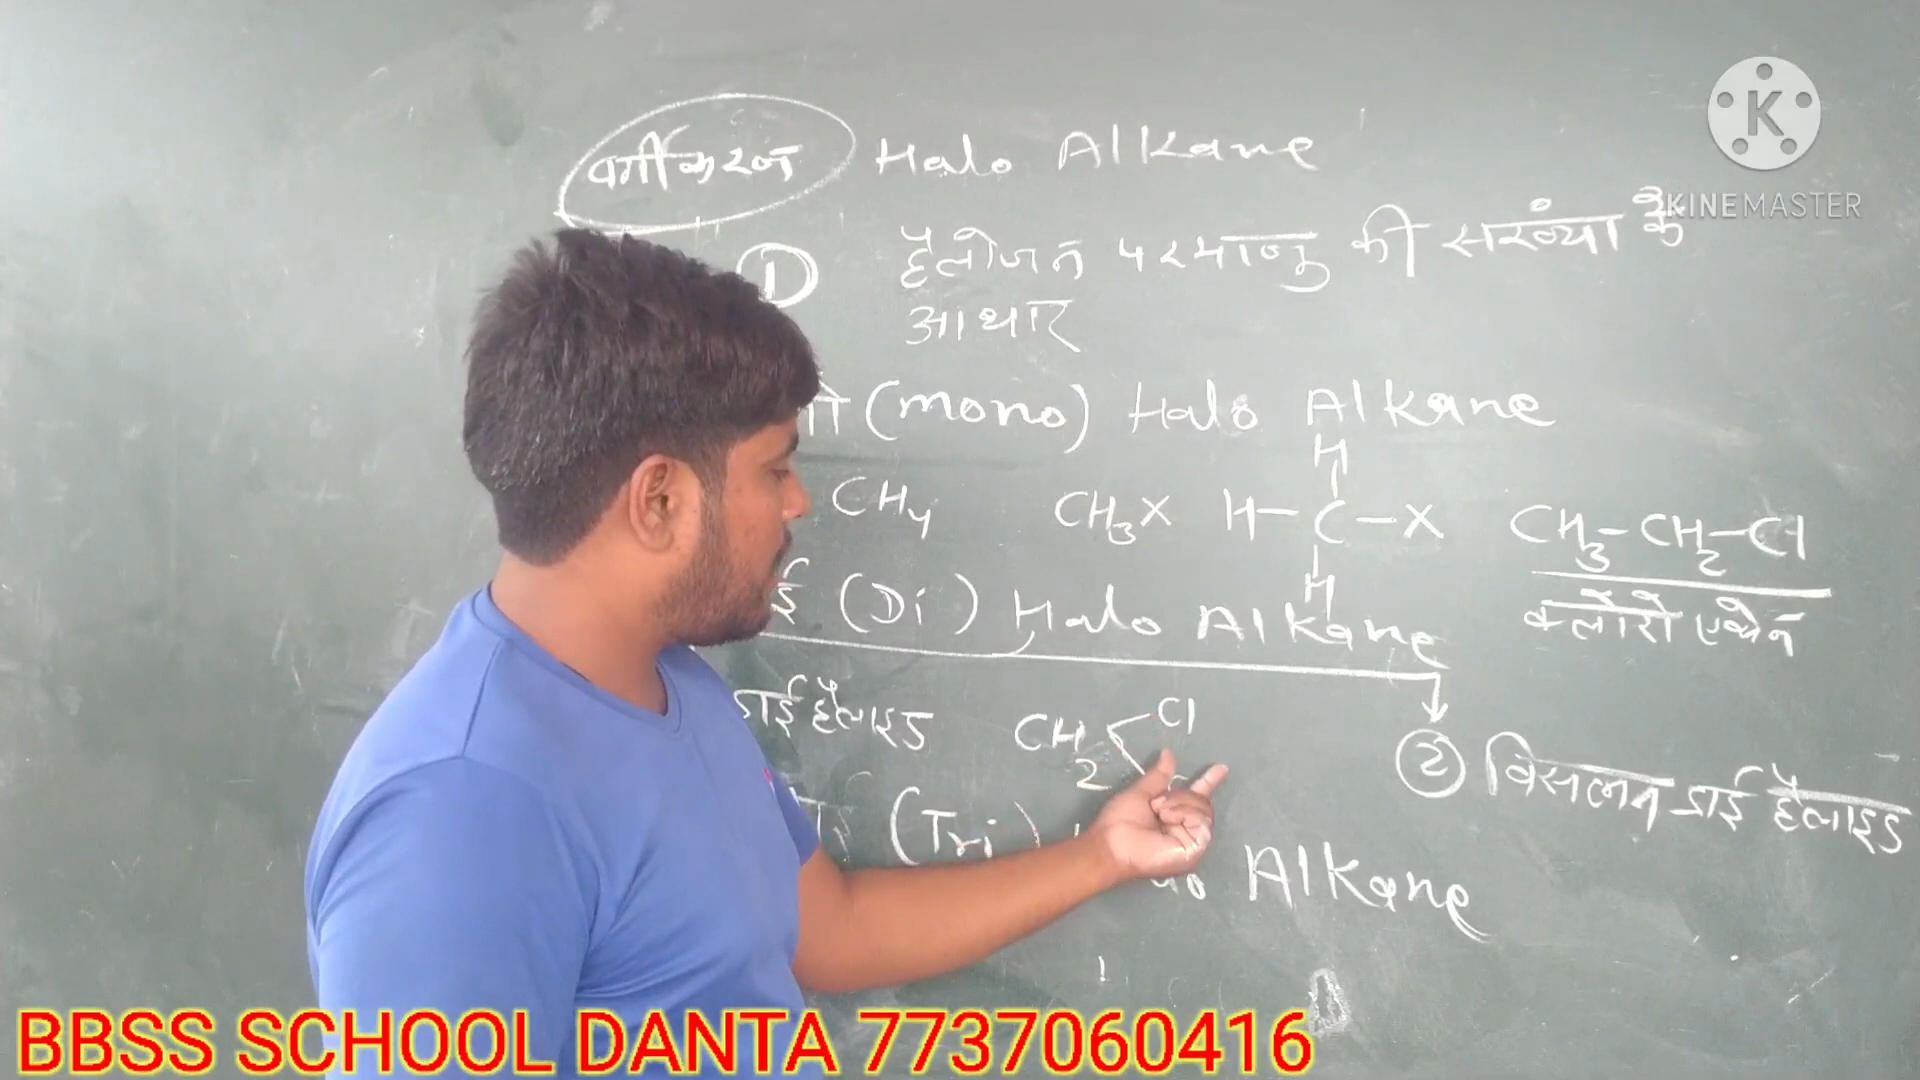 वर्गीकरण Halo Alkane
K
KINEMASTER
① हैलोजन परमाणु की संख्या के
आधार
(mono) Halo Alkane
CH4 CH3X
H
H-C-X
H
CH3-CH2-Cl
क्लोरो एथेन
ई (Di) Halo Alkane
डाई हैलाइड CH2 Cl
② विसलन डाई हैलाइड
(Tri) Alkane
BBSS SCHOOL DANTA 7737060416